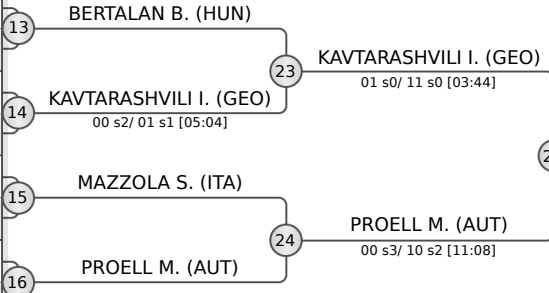 BERTALAN B. (HUN)
13
KAVTARASHVILI I. (GEO)
23
01 s0/ 11 s0 [03:44]
KAVTARASHVILI I. (GEO)
14
00 s2/ 01 s1 [05:04]
MAZZOLA S. (ITA)
15
PROELL M. (AUT)
24
00 s3/ 10 s2 [11:08]
PROELL M. (AUT)
16